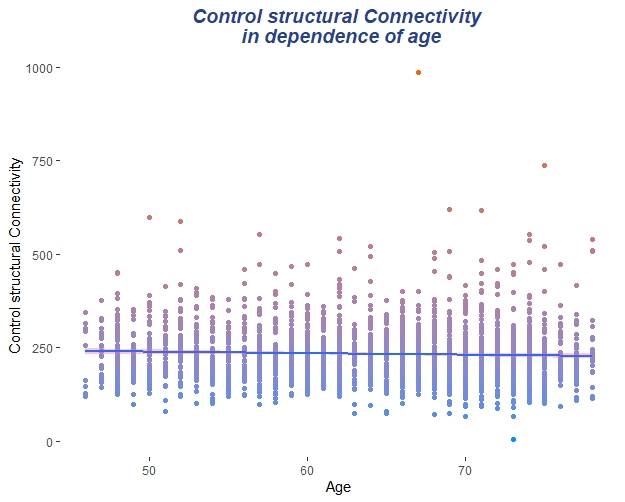 Control structural Connectivity
in dependence of age
Control structural Connectivity
1000
750
500
250
0
50
60
70
Age